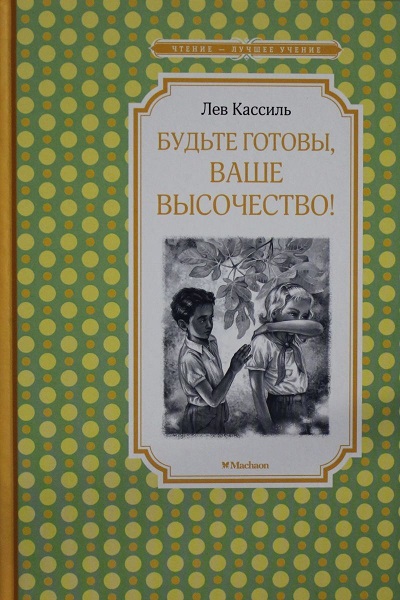 ЧТЕНИЕ — ЛУЧШЕЕ УЧЕНИЕ
Лев Кассиль
БУДЬТЕ ГОТОВЫ,
ВАШЕ
ВЫСОЧЕСТВО!
Machaon